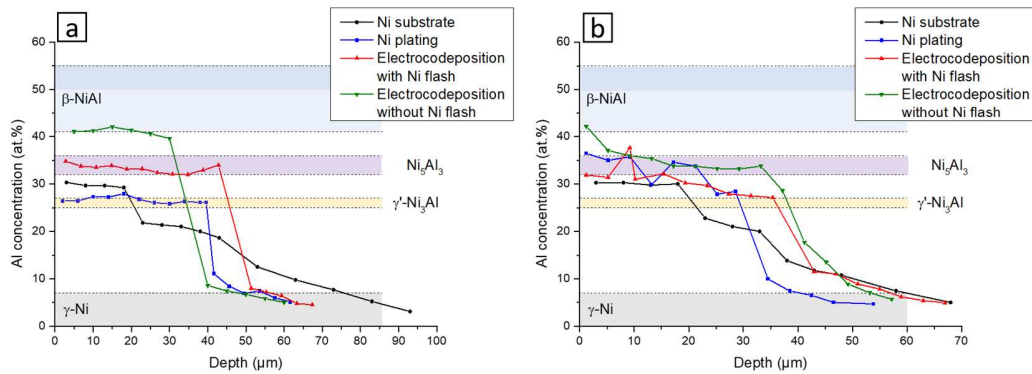 a
Ni substrate
Ni plating
Electrocodeposition
with Ni flash
Electrocodeposition
without Ni flash
60
50
40
30
20
10
0
Al concentration (at.%)
β-NiAl
Ni₅Al₃
γ'-Ni₃Al
γ-Ni
0 10 20 30 40 50 60 70 80 90 100
Depth (µm)
b
Ni substrate
Ni plating
Electrocodeposition
with Ni flash
Electrocodeposition
without Ni flash
60
50
40
30
20
10
0
Al concentration (at.%)
β-NiAl
Ni₅Al₃
γ'-Ni₃Al
γ-Ni
0 10 20 30 40 50 60 70
Depth (µm)